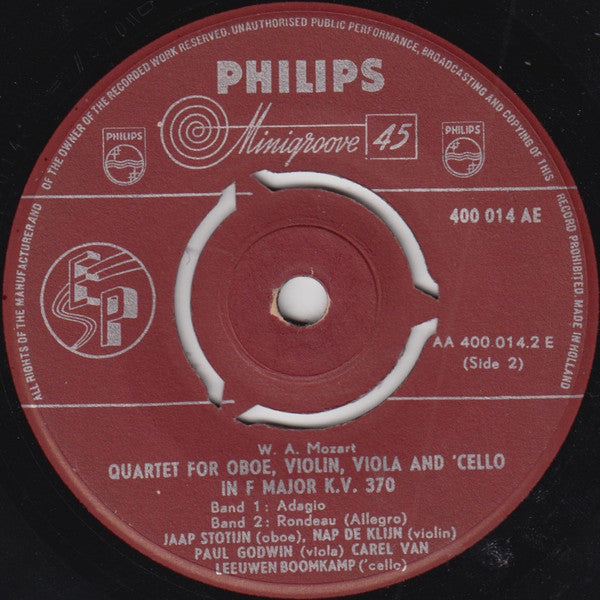 ALL RIGHTS OF THE MANUFACTURER AND OF THE OWNER OF THE RECORDED WORK RESERVED. UNAUTHORISED PUBLIC PERFORMANCE, BROADCASTING AND COPYING OF THIS RECORD PROHIBITED. MADE IN HOLLAND
PHILIPS
Minigroove 45
PHILIPS
PHILIPS
400 014 AE
ESP
AA 400.014.2 E
(Side 2)
W. A. Mozart
QUARTET FOR OBOE, VIOLIN, VIOLA AND 'CELLO
IN F MAJOR K.V. 370
Band 1: Adagio
Band 2: Rondeau (Allegro)
JAAP STOTIJN (oboe), NAP DE KLIJN (violin)
PAUL GODWIN (viola) CAREL VAN
LEEUWEN BOOMKAMP ('cello)